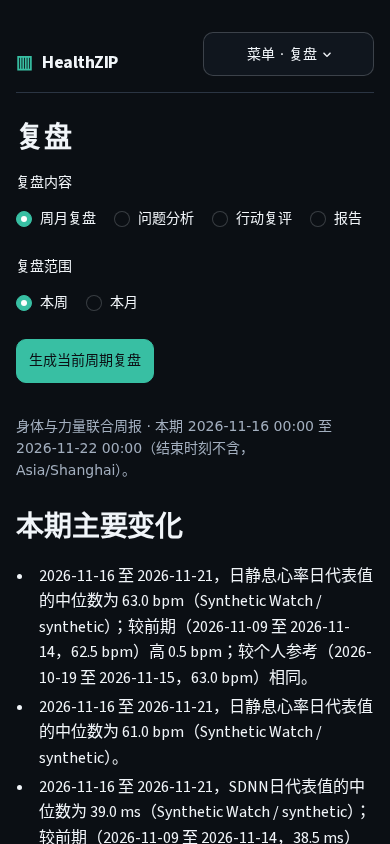 HealthZIP
菜单 · 复盘
复盘
复盘内容
周月复盘 问题分析 行动复评 报告
复盘范围
本周 本月
生成当前周期复盘
身体与力量联合周报 · 本期 2026-11-16 00:00 至
2026-11-22 00:00（结束时刻不含，
Asia/Shanghai）。
本期主要变化
• 2026-11-16 至 2026-11-21，日静息心率日代表值
的中位数为 63.0 bpm（Synthetic Watch /
synthetic）；较前期（2026-11-09 至 2026-11-
14，62.5 bpm）高 0.5 bpm；较个人参考（2026-
10-19 至 2026-11-15，63.0 bpm）相同。
• 2026-11-16 至 2026-11-21，日静息心率日代表值
的中位数为 61.0 bpm（Synthetic Watch /
synthetic）。
• 2026-11-16 至 2026-11-21，SDNN日代表值的中
位数为 39.0 ms（Synthetic Watch / synthetic）；
较前期（2026-11-09 至 2026-11-14，38.5 ms）